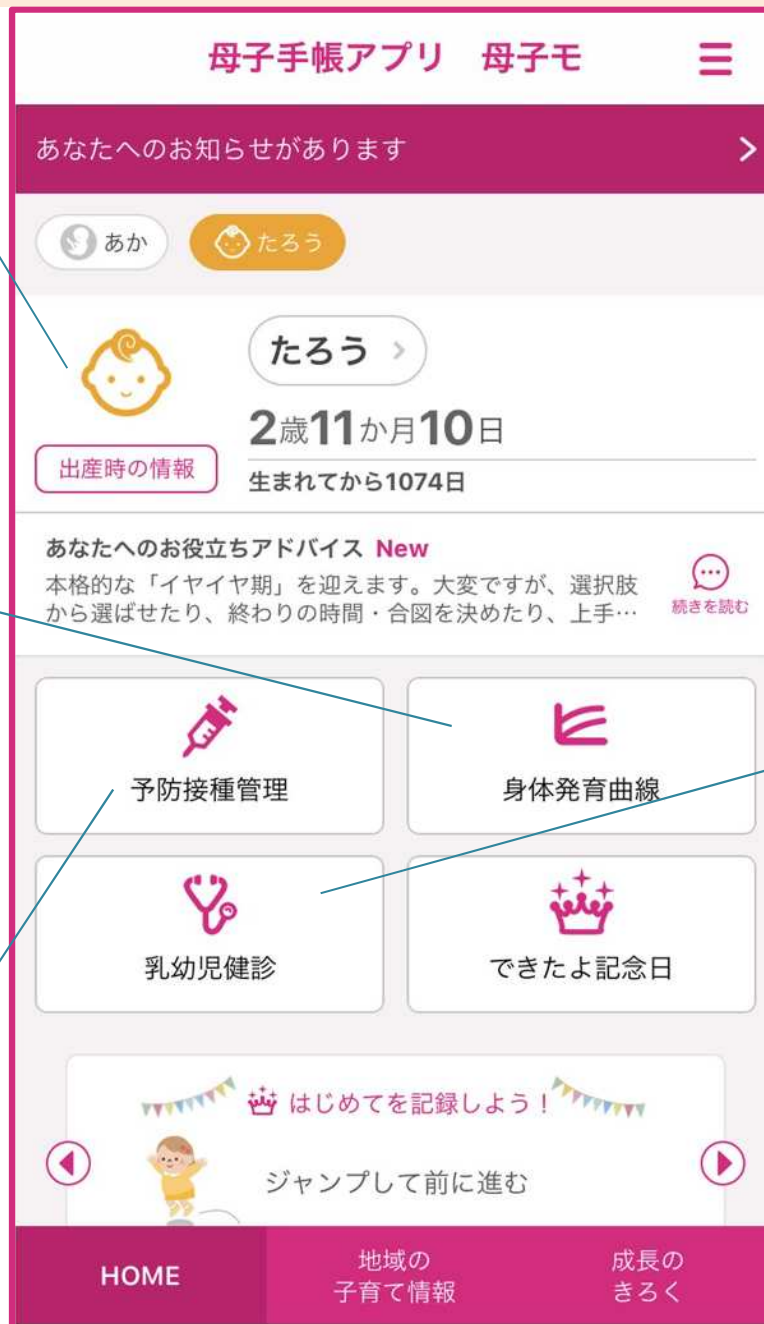 母子手帳アプリ　母子モ
あなたへのお知らせがあります
あか
たろう
たろう
2歳11か月10日
出産時の情報
生まれてから1074日
あなたへのお役立ちアドバイス New
本格的な「イヤイヤ期」を迎えます。大変ですが、選択肢
から選ばせたり、終わりの時間・合図を決めたり、上手…
続きを読む
予防接種管理
身体発育曲線
乳幼児健診
できたよ記念日
はじめてを記録しよう！
ジャンプして前に進む
HOME
地域の
子育て情報
成長の
きろく